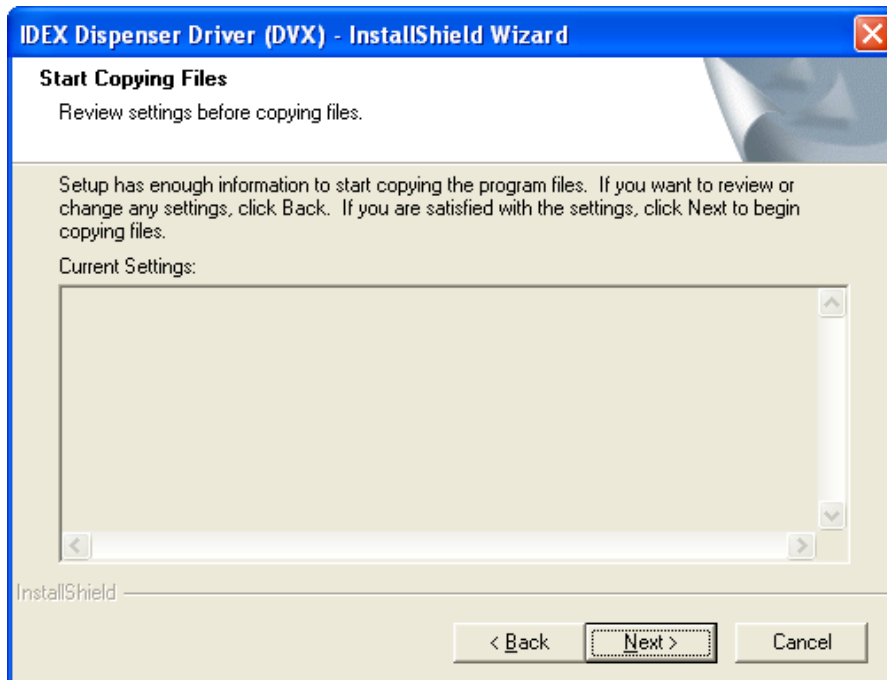 IDEX Dispenser Driver (DVX) - InstallShield Wizard
Start Copying Files
Review settings before copying files.
Setup has enough information to start copying the program files. If you want to review or
change any settings, click Back. If you are satisfied with the settings, click Next to begin
copying files.
Current Settings:
InstallShield
< Back Next > Cancel